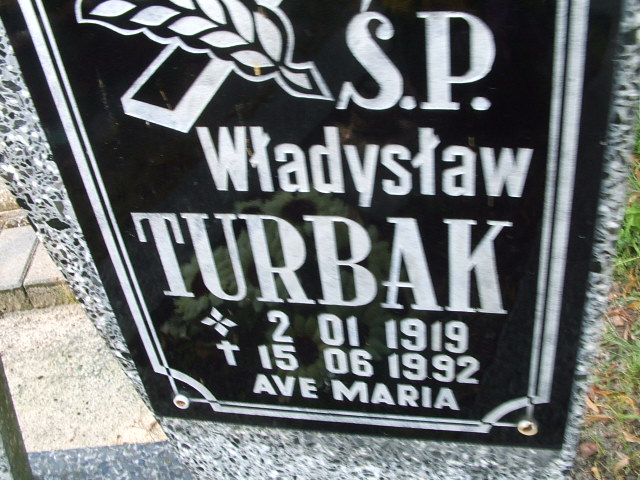 Ś.P.
Władysław
TURBAK
2 01 1919
✝ 15 06 1992
AVE MARIA